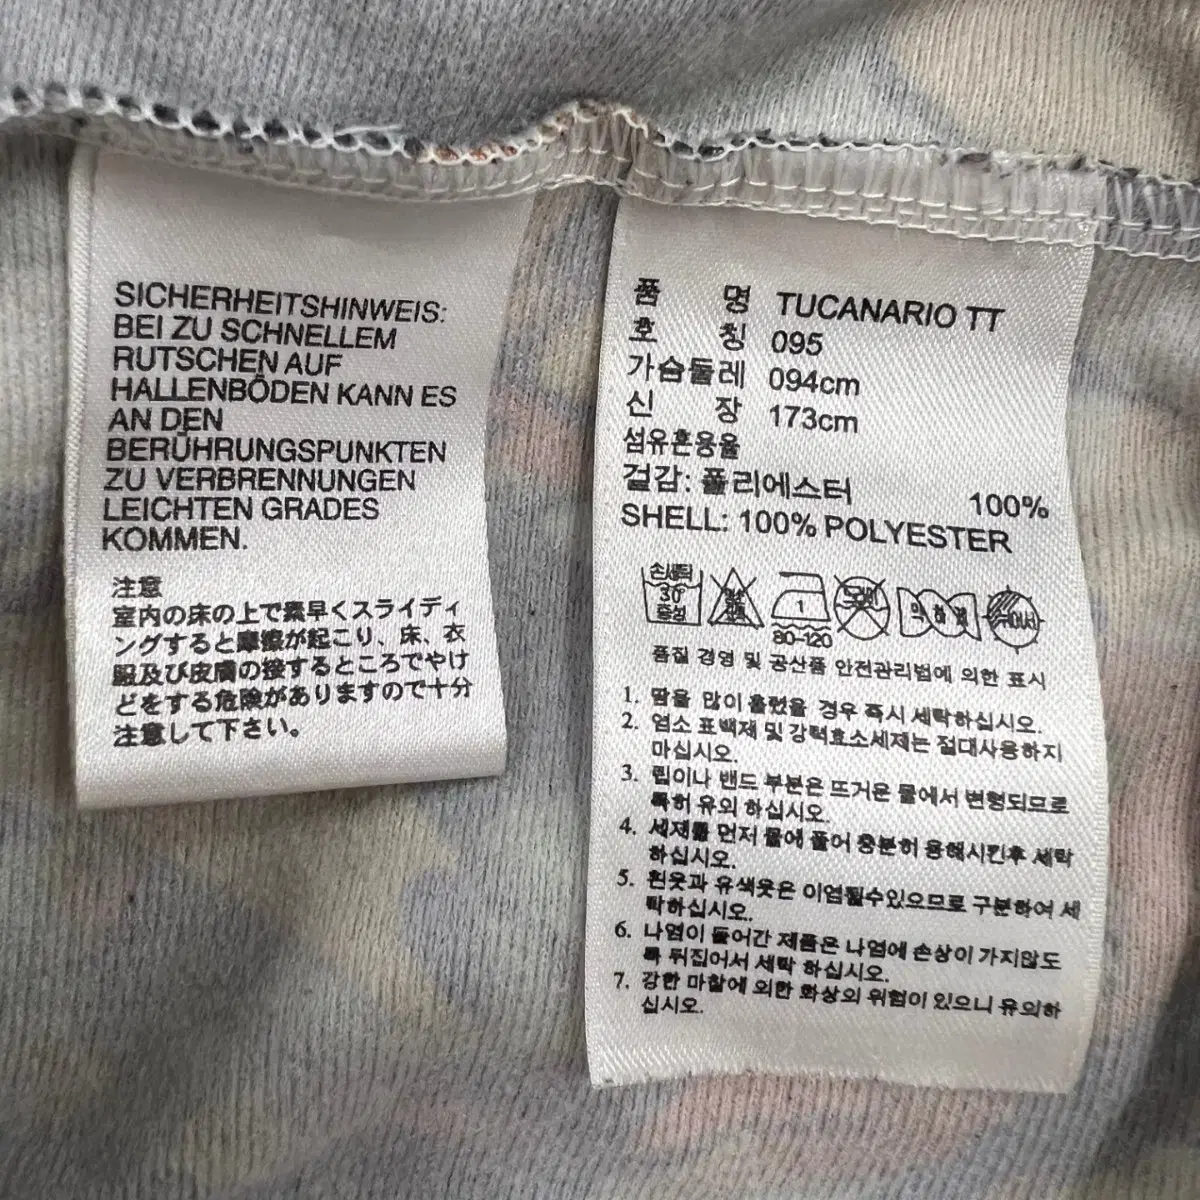 SICHERHEITSHINWEIS:
BEI ZU SCHNELLEM
RUTSCHEN AUF
HALLENBÖDEN KANN ES
AN DEN
BERÜHRUNGSPUNKTEN
ZU VERBRENNUNGEN
LEICHTEN GRADES
KOMMEN.
注意
室内の床の上で素早くスライディ
ングすると摩擦が起こり、床、衣
服及び皮膚の接するところでやけ
どをする危険がありますので十分
注意して下さい。
품 명 TUCANARIO TT
호 칭 095
가슴둘레 094cm
신 장 173cm
섬유혼용율
겉감: 폴리에스터 100%
SHELL: 100% POLYESTER
손세탁
30°
중성
1
80-120
품질 경영 및 공산품 안전관리법에 의한 표시
1. 땀을 많이 흘렸을 경우 즉시 세탁하십시오.
2. 염소 표백제 및 강력효소세제는 절대사용하지
마십시오.
3. 립이나 밴드 부분은 뜨거운 물에서 변형되므로
특히 유의 하십시오.
4. 세제를 먼저 물에 풀어 충분히 용해시킨후 세탁
하십시오.
5. 흰옷과 유색옷은 이염될수있으므로 구분하여 세
탁하십시오.
6. 나염이 들어간 제품은 나염에 손상이 가지않도
록 뒤집어서 세탁 하십시오.
7. 강한 마찰에 의한 화상의 위험이 있으니 유의하
십시오.